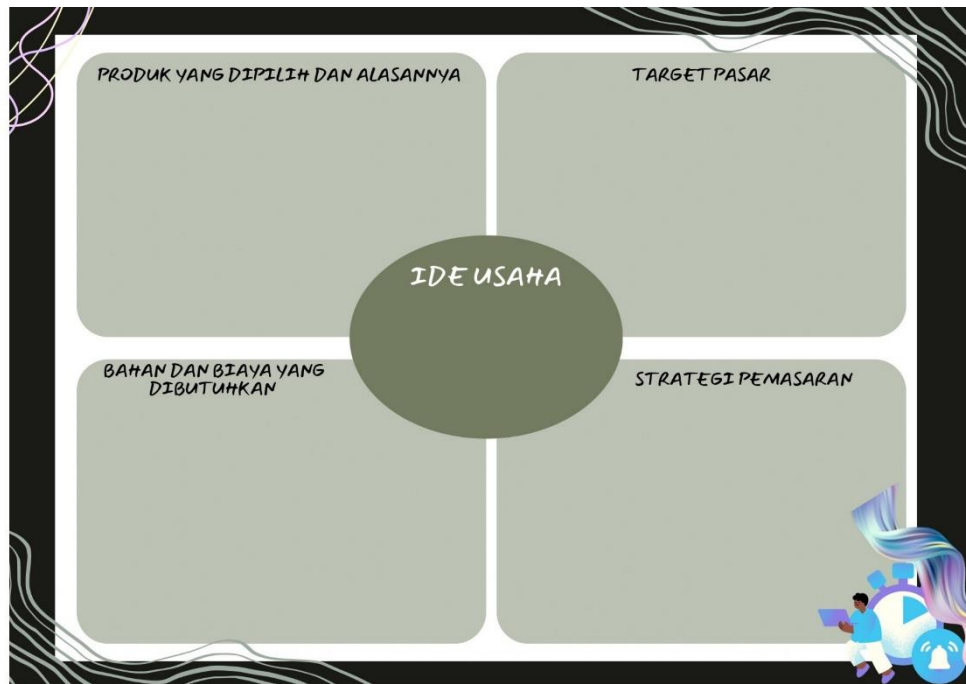 PRODUK YANG DIPILIH DAN ALASANNYA
TARGET PASAR
IDE USAHA
BAHAN DAN BIAYA YANG
DIBUTUHKAN
STRATEGI PEMASARAN